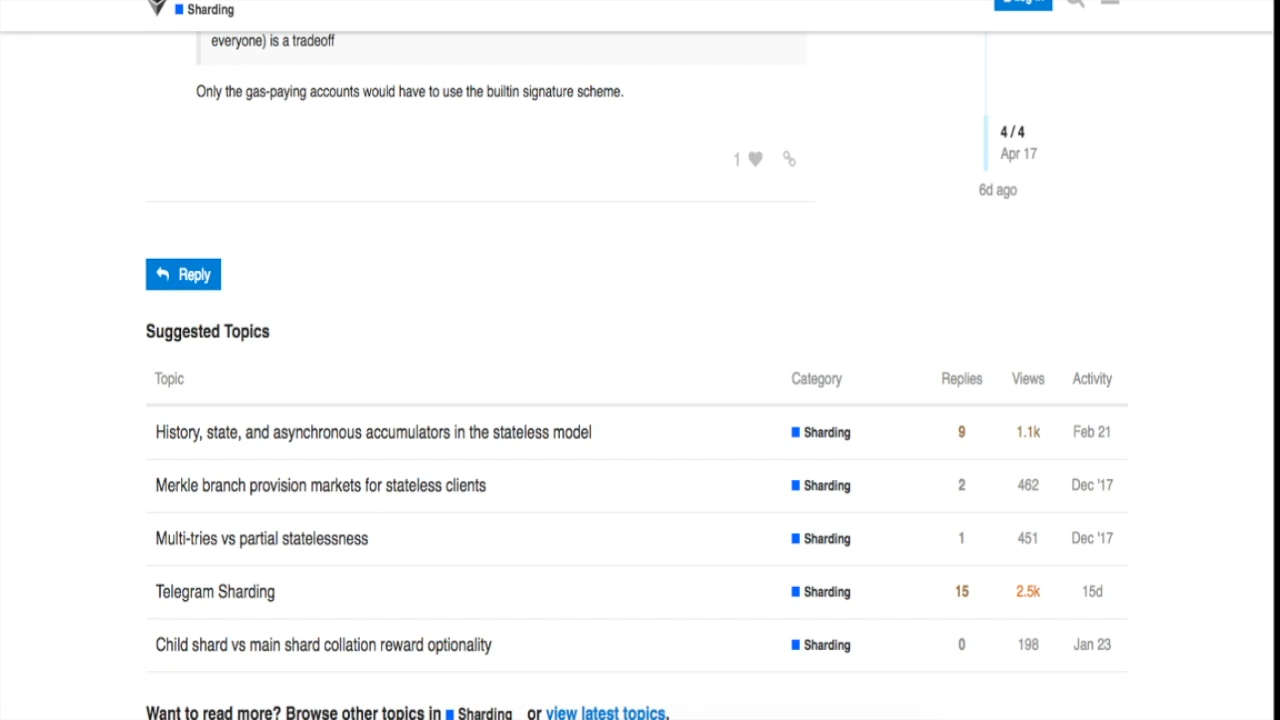 Sharding
everyone) is a tradeoff
Only the gas-paying accounts would have to use the builtin signature scheme.
4 / 4
Apr 17
1
6d ago
Reply
Suggested Topics
Topic Category Replies Views Activity
History, state, and asynchronous accumulators in the stateless model Sharding 9 1.1k Feb 21
Merkle branch provision markets for stateless clients Sharding 2 462 Dec '17
Multi-tries vs partial statelessness Sharding 1 451 Dec '17
Telegram Sharding Sharding 15 2.5k 15d
Child shard vs main shard collation reward optionality Sharding 0 198 Jan 23
Want to read more? Browse other topics in Sharding or view latest topics.